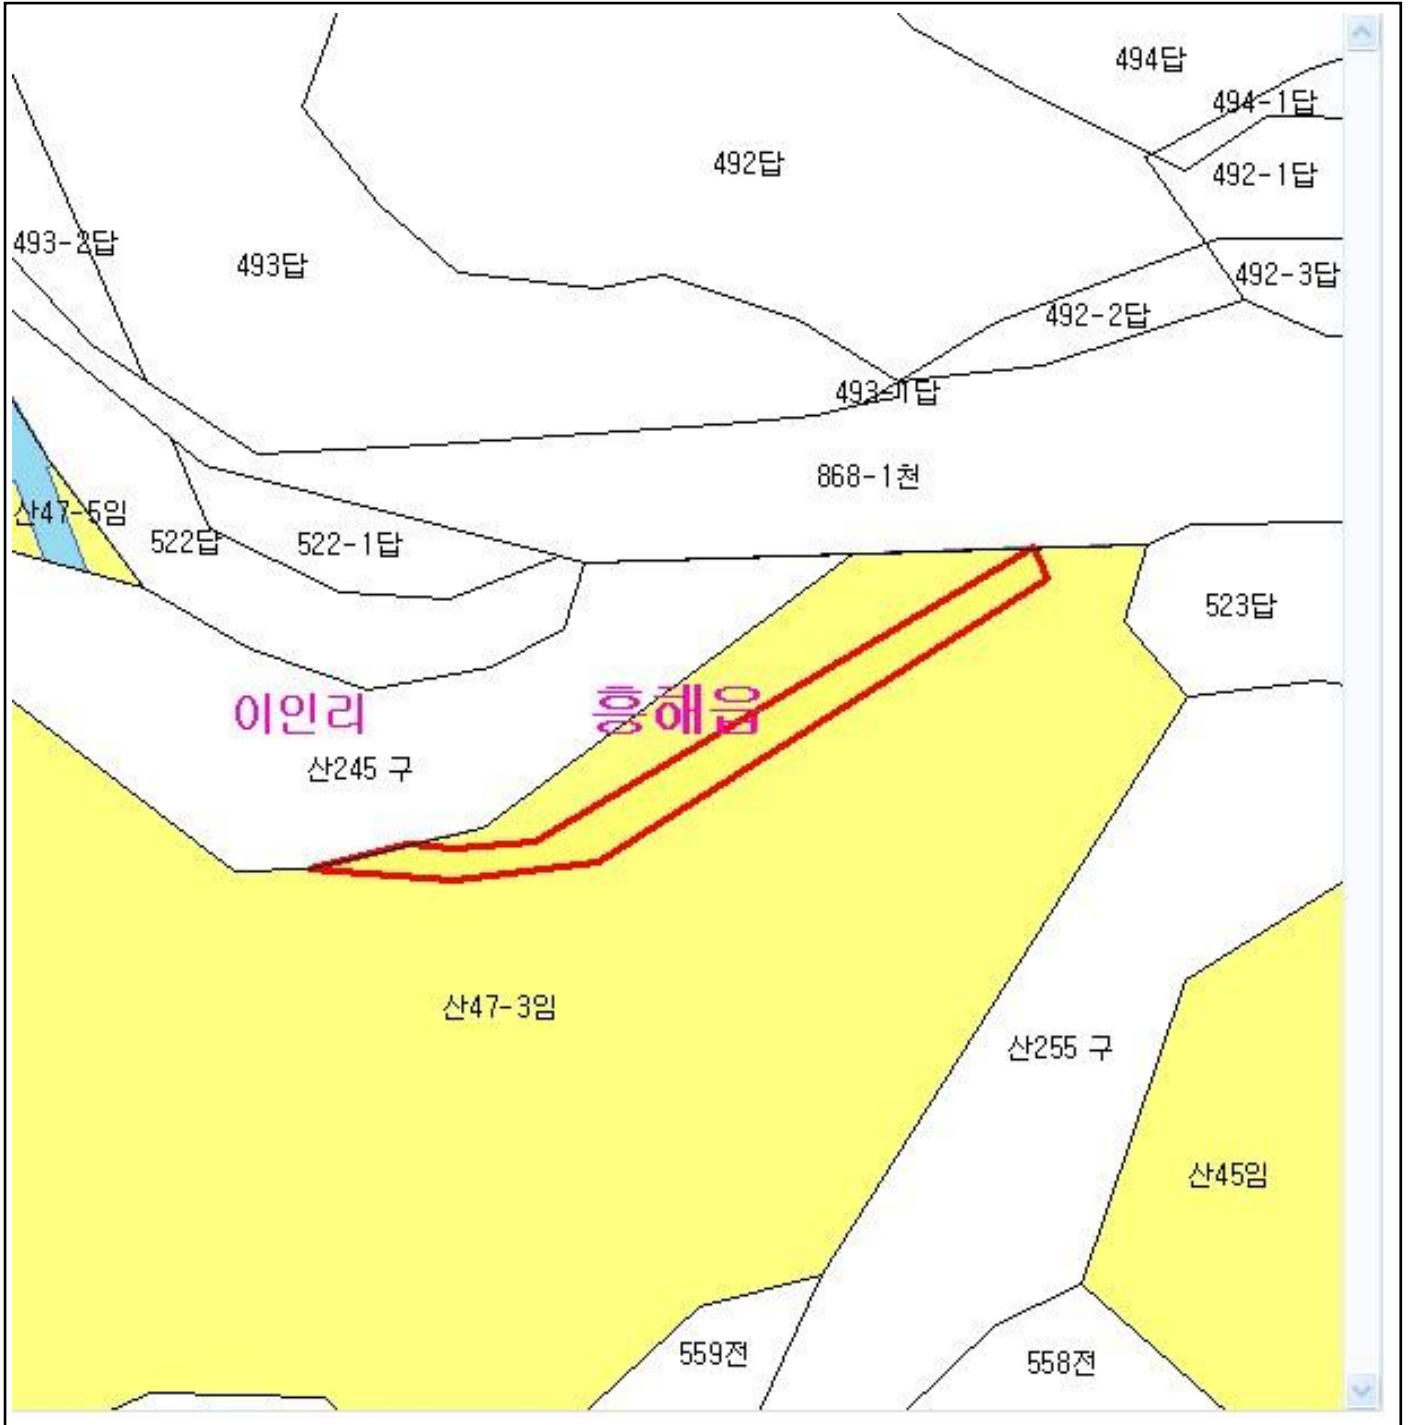 494답
494-1답
492답
492-1답
493-2답
493답
492-3답
492-2답
493-1답
868-1천
산47-5임
522답
522-1답
523답
이인리
흥해읍
산245 구
산47-3임
산255 구
산45임
559전
558전